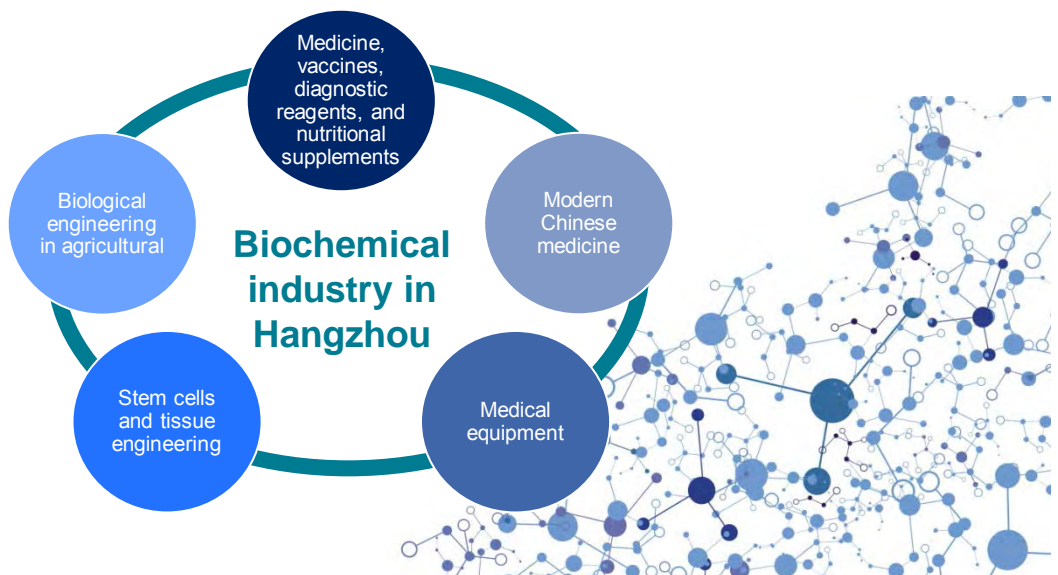 Medicine,
vaccines,
diagnostic
reagents, and
nutritional
supplements
Biological
engineering
in agricultural
Modern
Chinese
medicine
Biochemical
industry in
Hangzhou
Stem cells
and tissue
engineering
Medical
equipment